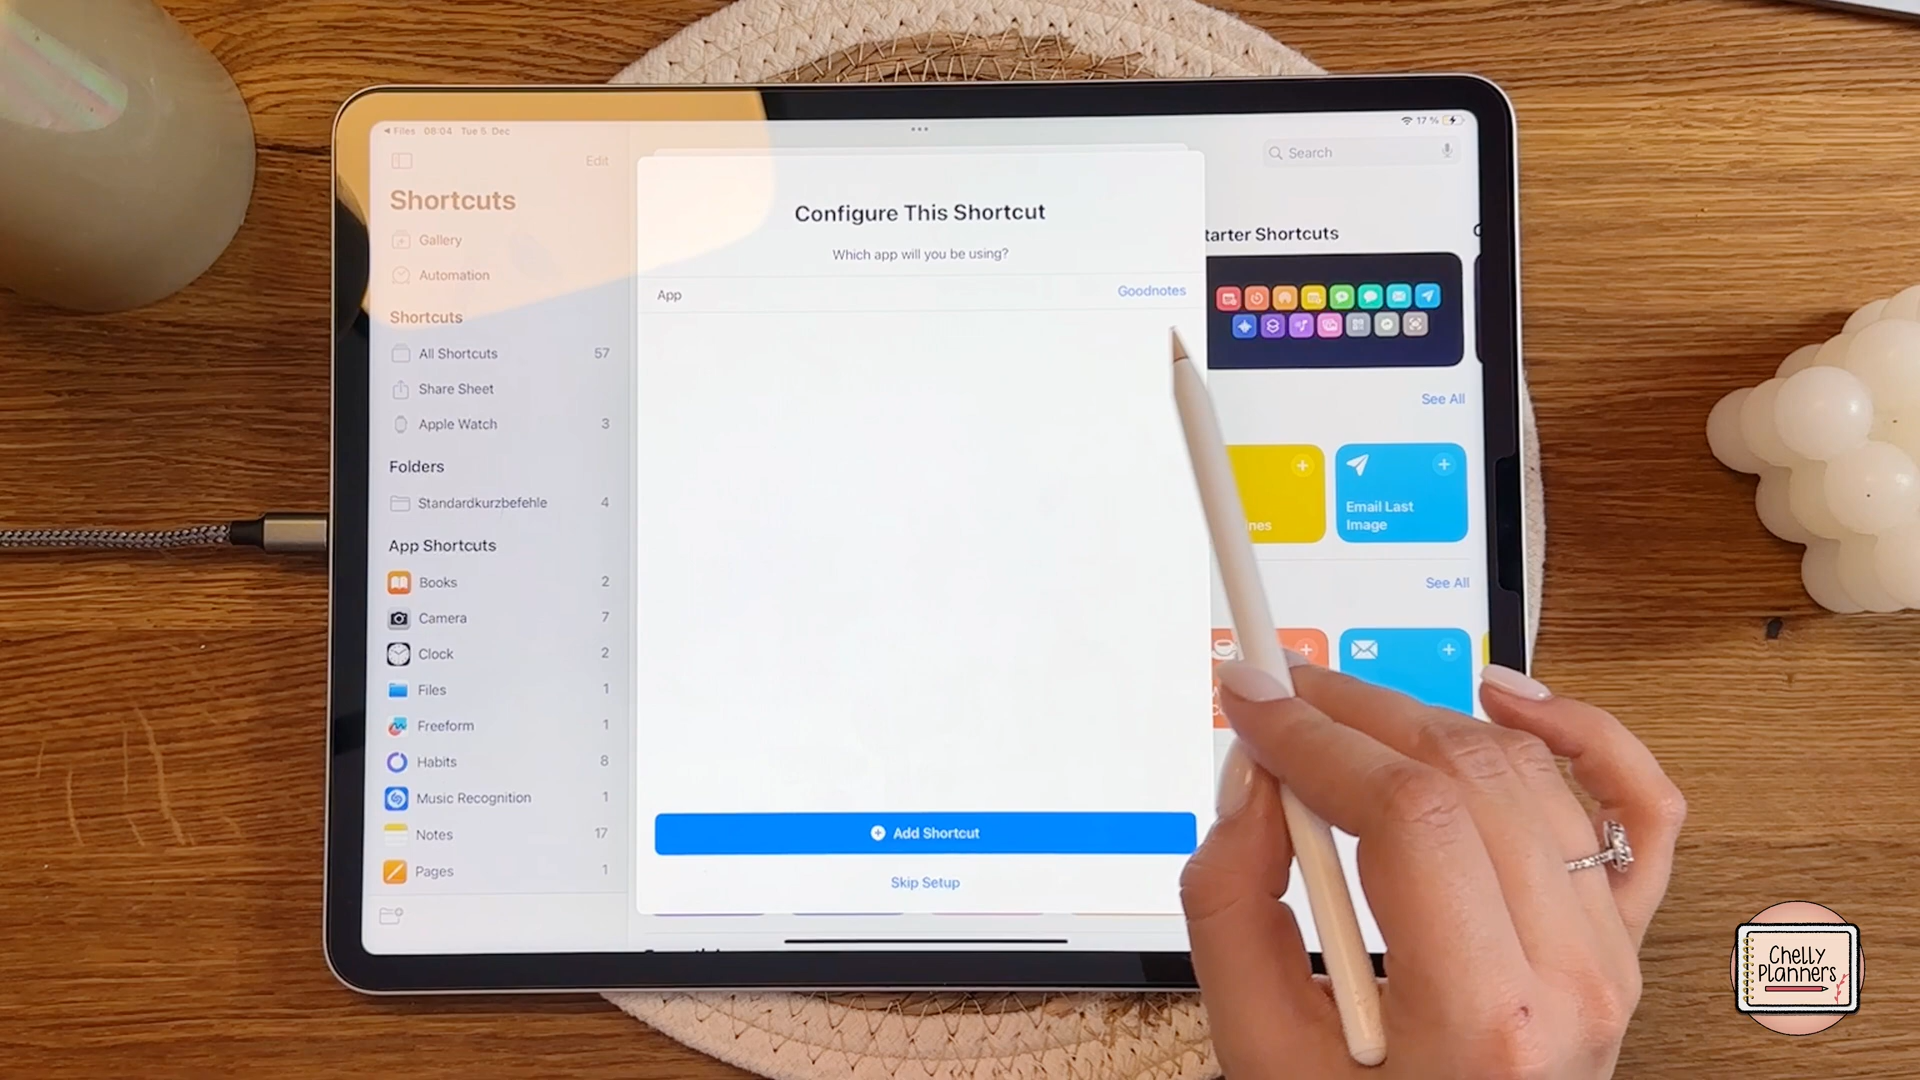 Files 08:04 Tue 5. Dec
17 %
Edit
Shortcuts
Gallery
Automation
Shortcuts
All Shortcuts 57
Share Sheet
Apple Watch 3
Folders
Standardkurzbefehle 4
App Shortcuts
Books 2
Camera 7
Clock 2
Files 1
Freeform 1
Habits 8
Music Recognition 1
Notes 17
Pages 1
Configure This Shortcut
Which app will you be using?
App Goodnotes
Add Shortcut
Skip Setup
Search
tarter Shortcuts
See All
nes
Email Last
Image
See All
Chelly
Planners